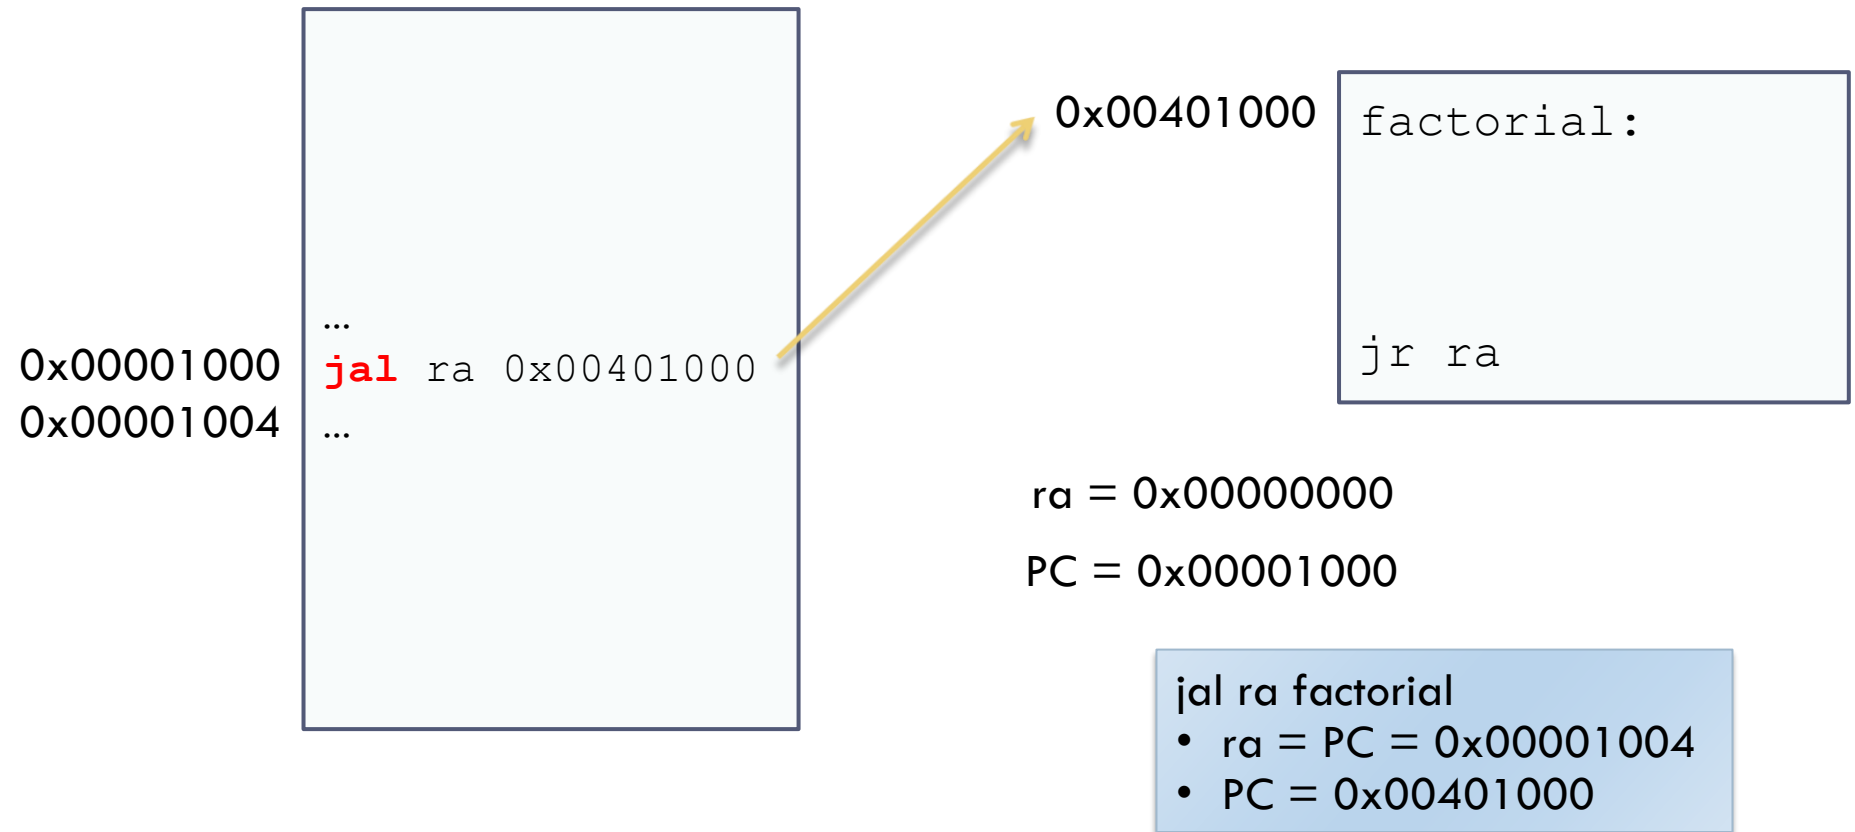 …
0x00001000 jal ra 0x00401000
0x00001004 …
0x00401000 factorial:
jr ra
ra = 0x00000000
PC = 0x00001000
jal ra factorial
• ra = PC = 0x00001004
• PC = 0x00401000